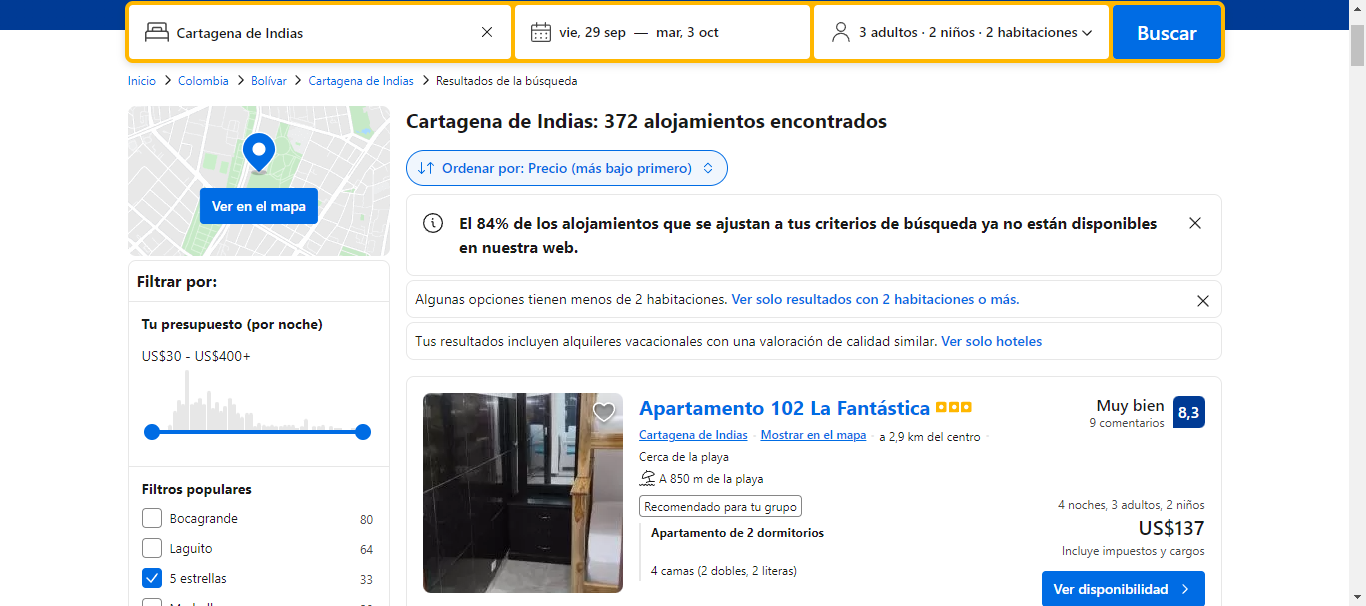 Cartagena de Indias
vie, 29 sep — mar, 3 oct
3 adultos · 2 niños · 2 habitaciones
Buscar
Inicio > Colombia > Bolívar > Cartagena de Indias > Resultados de la búsqueda
Ver en el mapa
Filtrar por:
Tu presupuesto (por noche)
US$30 - US$400+
Filtros populares
Bocagrande 80
Laguito 64
5 estrellas 33
Cartagena de Indias: 372 alojamientos encontrados
Ordenar por: Precio (más bajo primero)
El 84% de los alojamientos que se ajustan a tus criterios de búsqueda ya no están disponibles
en nuestra web.
Algunas opciones tienen menos de 2 habitaciones. Ver solo resultados con 2 habitaciones o más.
Tus resultados incluyen alquileres vacacionales con una valoración de calidad similar. Ver solo hoteles
Apartamento 102 La Fantástica
Cartagena de Indias · Mostrar en el mapa · a 2,9 km del centro ·
Cerca de la playa
A 850 m de la playa
Recomendado para tu grupo
Apartamento de 2 dormitorios
4 camas (2 dobles, 2 literas)
Muy bien 8,3
9 comentarios
4 noches, 3 adultos, 2 niños
US$137
Incluye impuestos y cargos
Ver disponibilidad